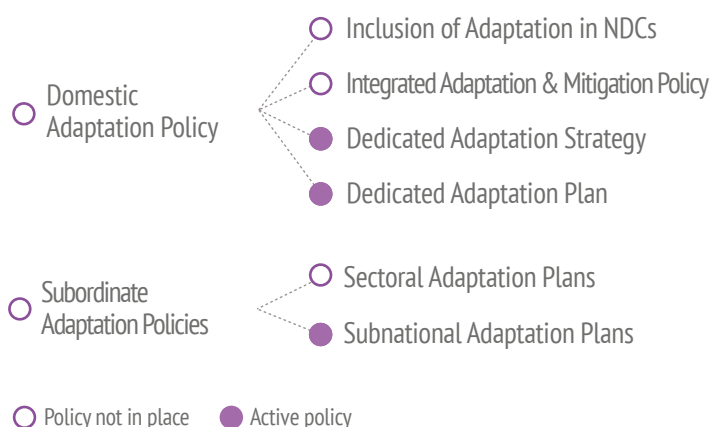 Inclusion of Adaptation in NDCs
Domestic
Adaptation Policy
Integrated Adaptation & Mitigation Policy
Dedicated Adaptation Strategy
Dedicated Adaptation Plan
Subordinate
Adaptation Policies
Sectoral Adaptation Plans
Subnational Adaptation Plans
Policy not in place
Active policy